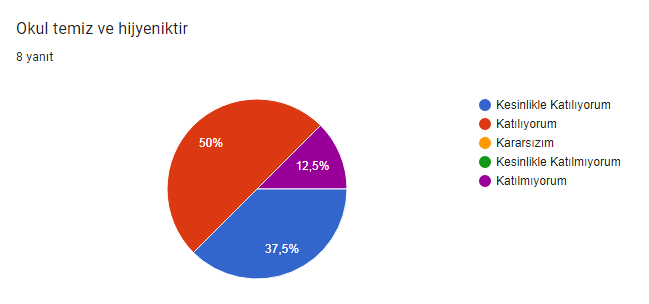 Okul temiz ve hijyeniktir
8 yanıt
50%
12,5%
37,5%
Kesinlikle Katılıyorum
Katılıyorum
Kararsızım
Kesinlikle Katılmıyorum
Katılmıyorum